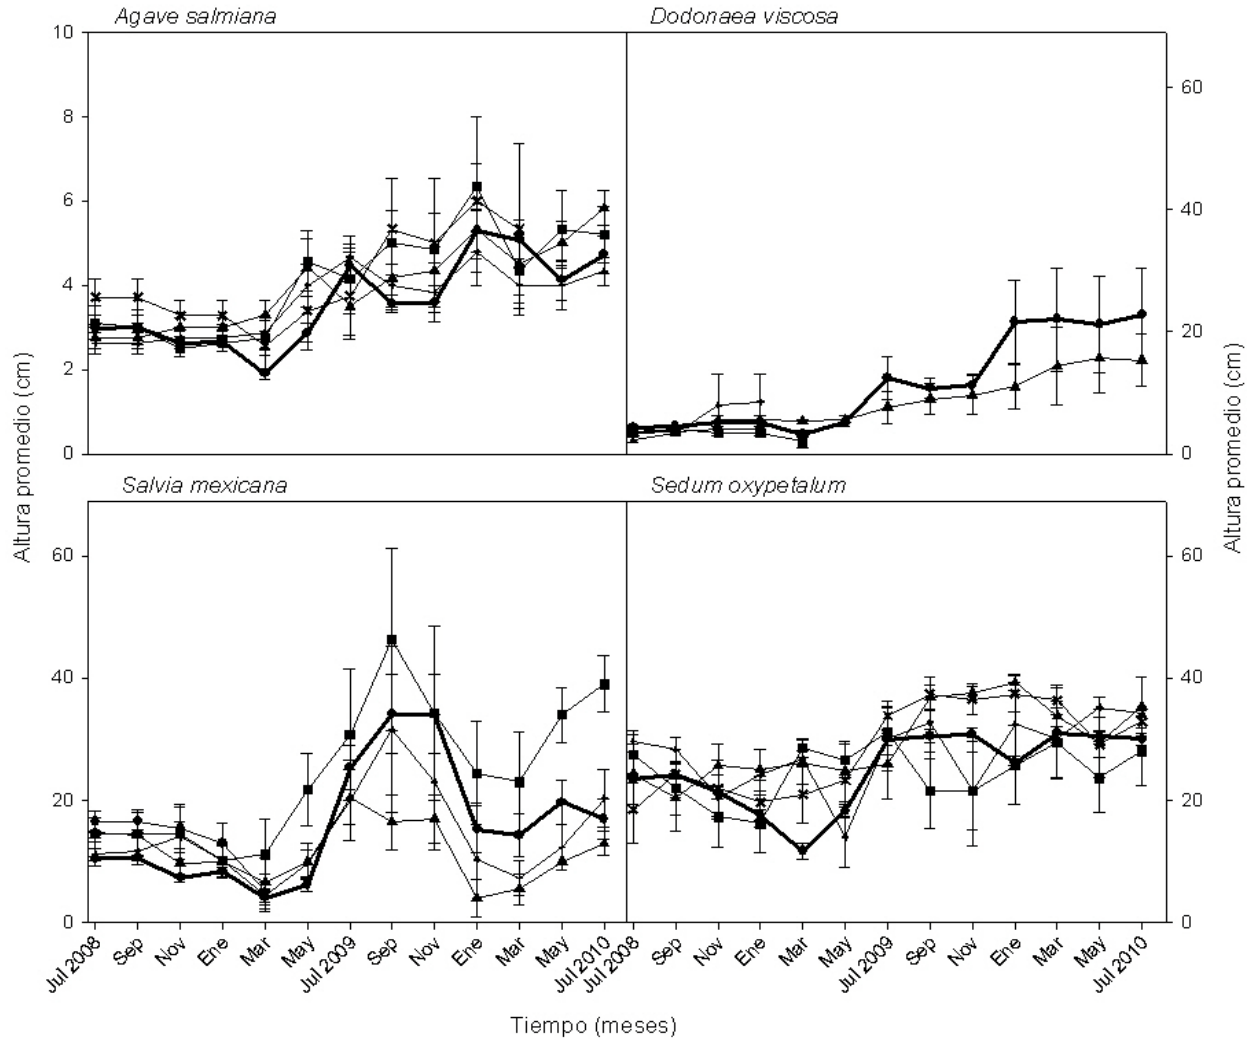 Agave salmiana
Dodonaea viscosa
10
8
6
4
2
0
60
40
20
0
Altura promedio (cm)
Altura promedio (cm)
Salvia mexicana
Sedum oxypetalum
60
40
20
0
60
40
20
0
Jul 2008 Sep Nov Ene Mar May Jul 2009 Sep Nov Ene Mar May Jul 2010
Jul 2008 Sep Nov Ene Mar May Jul 2009 Sep Nov Ene Mar May Jul 2010
Tiempo (meses)